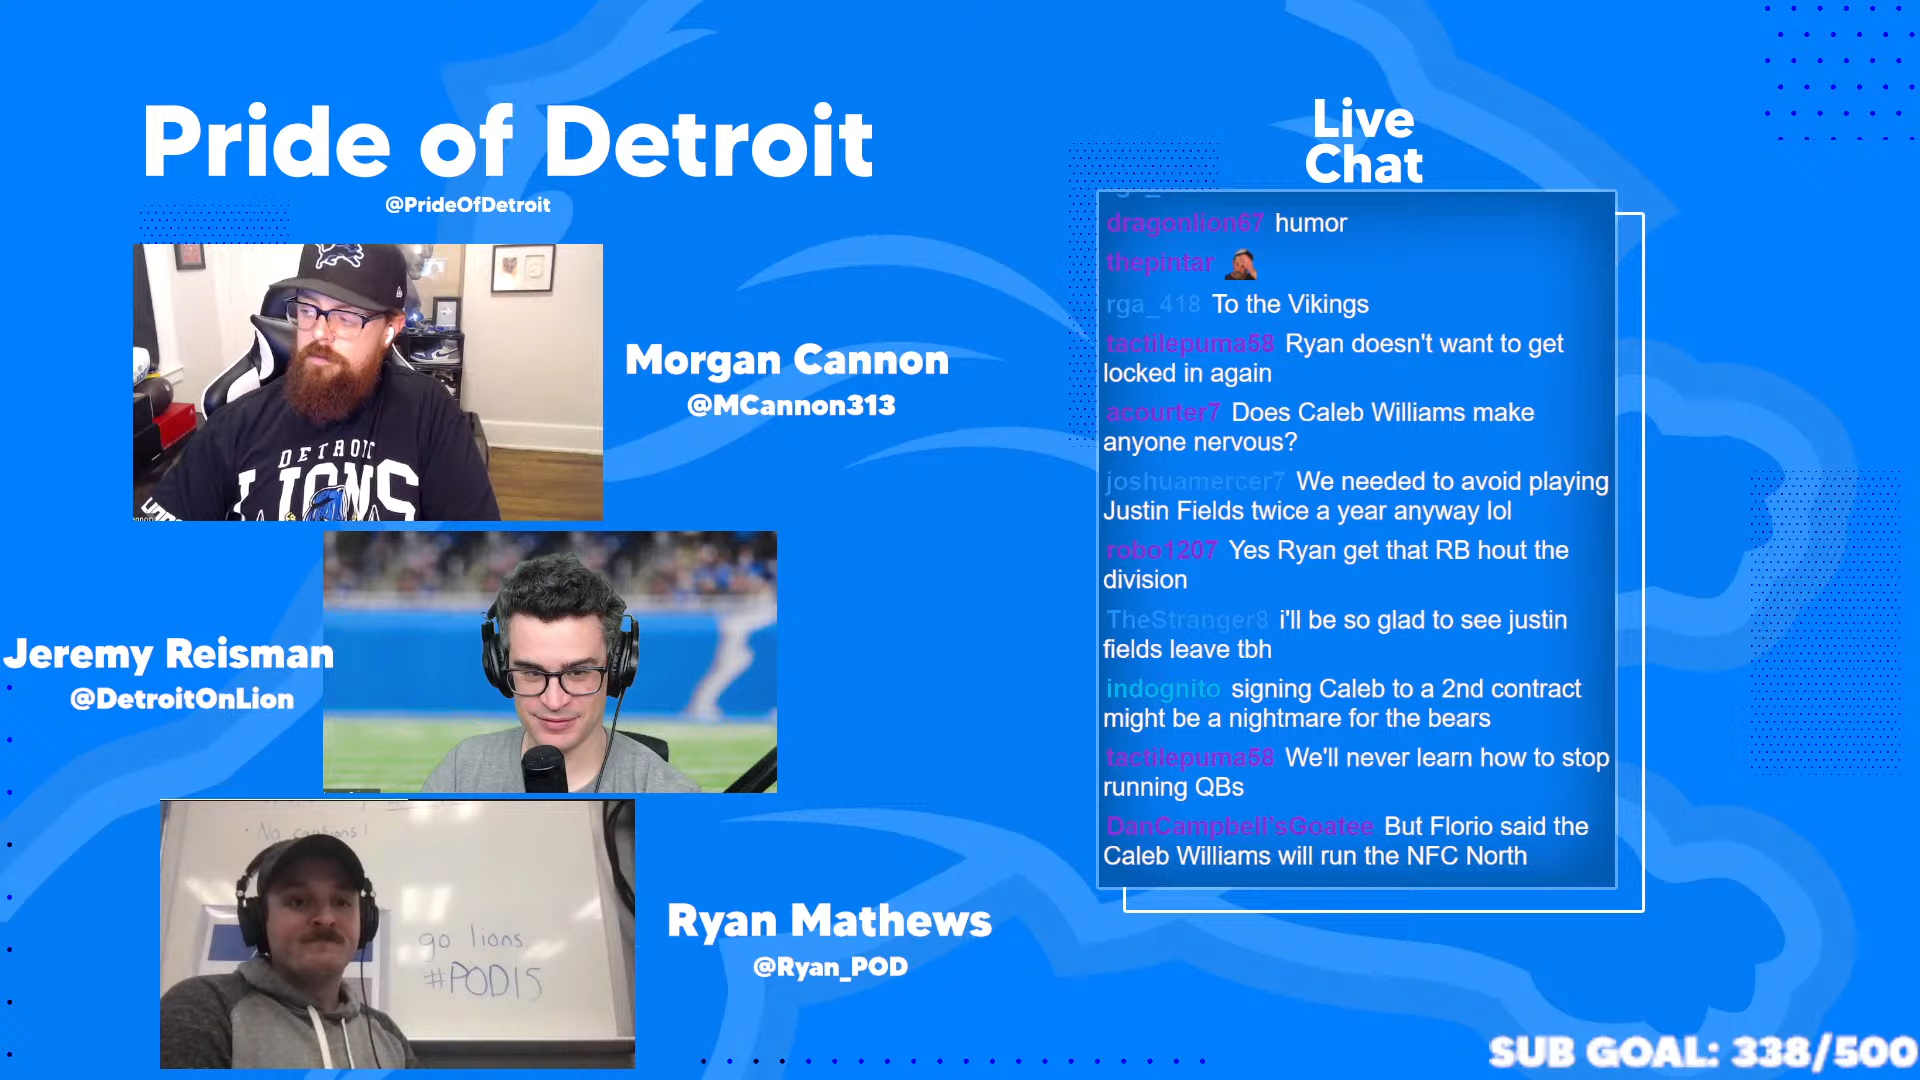 Pride of Detroit
@PrideOfDetroit
DETROIT
LIONS
Morgan Cannon
@MCannon313
Jeremy Reisman
@DetroitOnLion
No captions!
go lions
#POD15
Ryan Mathews
@Ryan_POD
Live
Chat
dragonlion67 humor
thepintar
rga_418 To the Vikings
tactilepuma58 Ryan doesn't want to get
locked in again
acourter7 Does Caleb Williams make
anyone nervous?
joshuamercer7 We needed to avoid playing
Justin Fields twice a year anyway lol
robo1207 Yes Ryan get that RB hout the
division
TheStranger8 i'll be so glad to see justin
fields leave tbh
indognito signing Caleb to a 2nd contract
might be a nightmare for the bears
tactilepuma58 We'll never learn how to stop
running QBs
DanCampbell'sGoatee But Florio said the
Caleb Williams will run the NFC North
SUB GOAL: 338/500